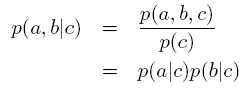 p(a, b|c) = p(a, b, c) / p(c)
= p(a|c)p(b|c)